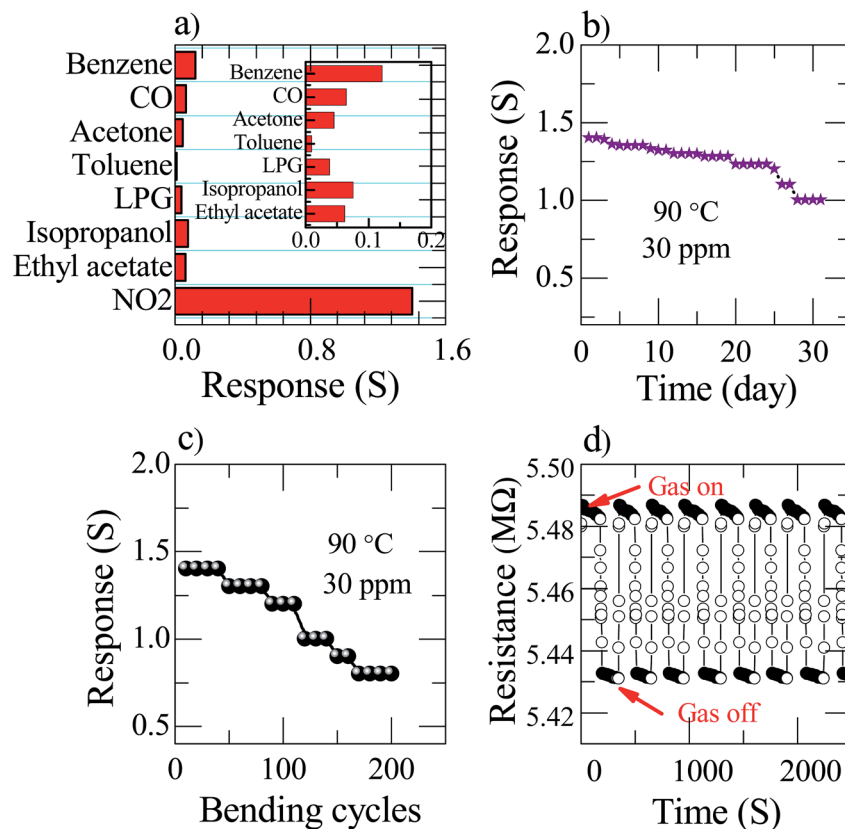 a)
Benzene
CO
Acetone
Toluene
LPG
Isopropanol
Ethyl acetate
NO2
0.0 0.8 1.6
Response (S)
Benzene
CO
Acetone
Toluene
LPG
Isopropanol
Ethyl acetate
0.0 0.1 0.2
b)
Response (S)
2.0
1.5
1.0
0.5
90 °C
30 ppm
0 10 20 30
Time (day)
c)
Response (S)
2.0
1.5
1.0
0.5
90 °C
30 ppm
0 100 200
Bending cycles
d)
Resistance (MΩ)
5.50
5.48
5.46
5.44
5.42
Gas on
Gas off
0 1000 2000
Time (S)